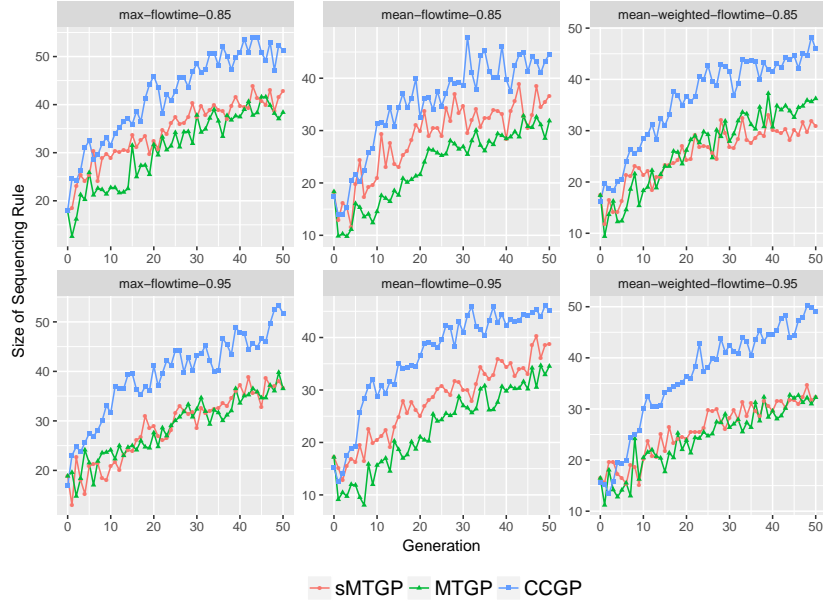 max-flowtime-0.85 mean-flowtime-0.85 mean-weighted-flowtime-0.85
50
40
30
20
40
30
20
10
40
30
20
10
0 10 20 30 40 50
0 10 20 30 40 50
0 10 20 30 40 50
Size of Sequencing Rule
max-flowtime-0.95 mean-flowtime-0.95 mean-weighted-flowtime-0.95
50
40
30
20
40
30
20
10
50
40
30
20
10
0 10 20 30 40 50
0 10 20 30 40 50
0 10 20 30 40 50
Generation
sMTGP MTGP CCGP